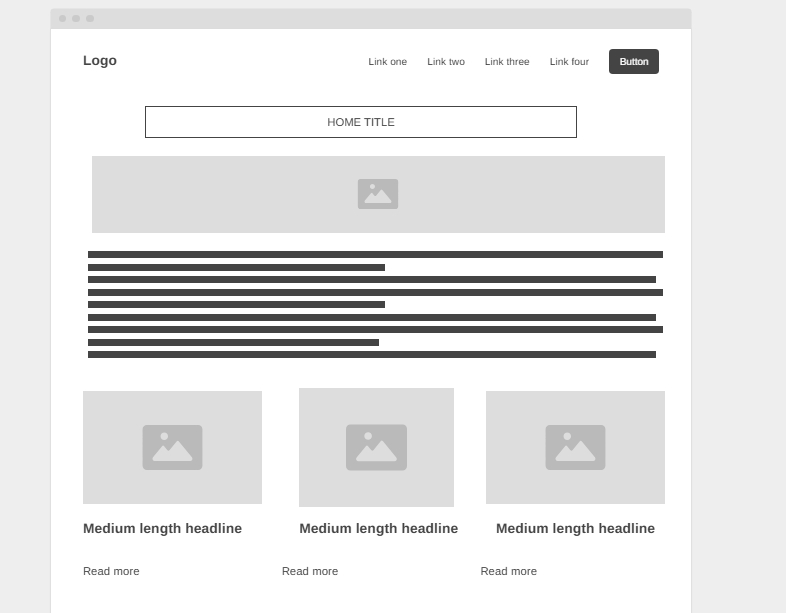 Logo
Link one Link two Link three Link four Button
HOME TITLE
Medium length headline Medium length headline Medium length headline
Read more Read more Read more